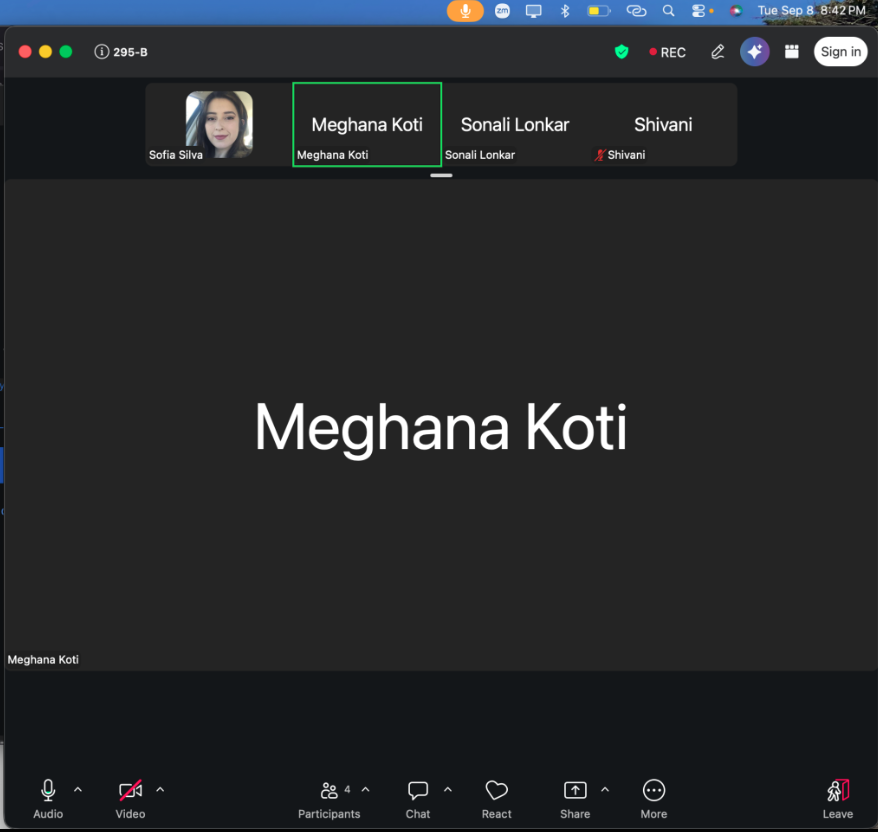 zm
Tue Sep 8 8:42 PM
295-B
REC
Sign in
Sofia Silva
Meghana Koti
Meghana Koti
Sonali Lonkar
Sonali Lonkar
Shivani
Shivani
Meghana Koti
Meghana Koti
Audio
Video
4
Participants
Chat
React
Share
More
Leave